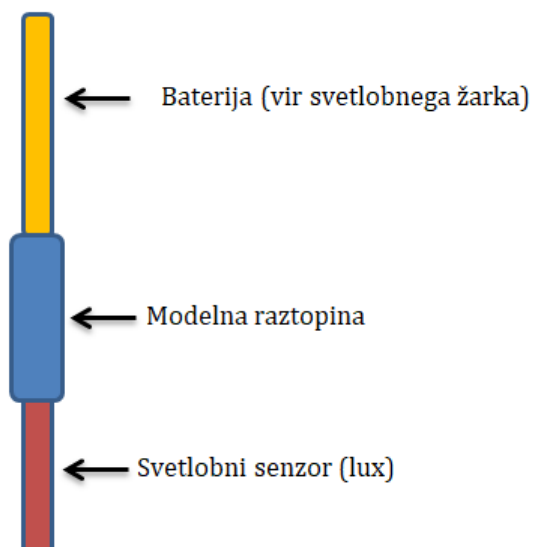 Baterija (vir svetlobnega žarka)
Modelna raztopina
Svetlobni senzor (lux)